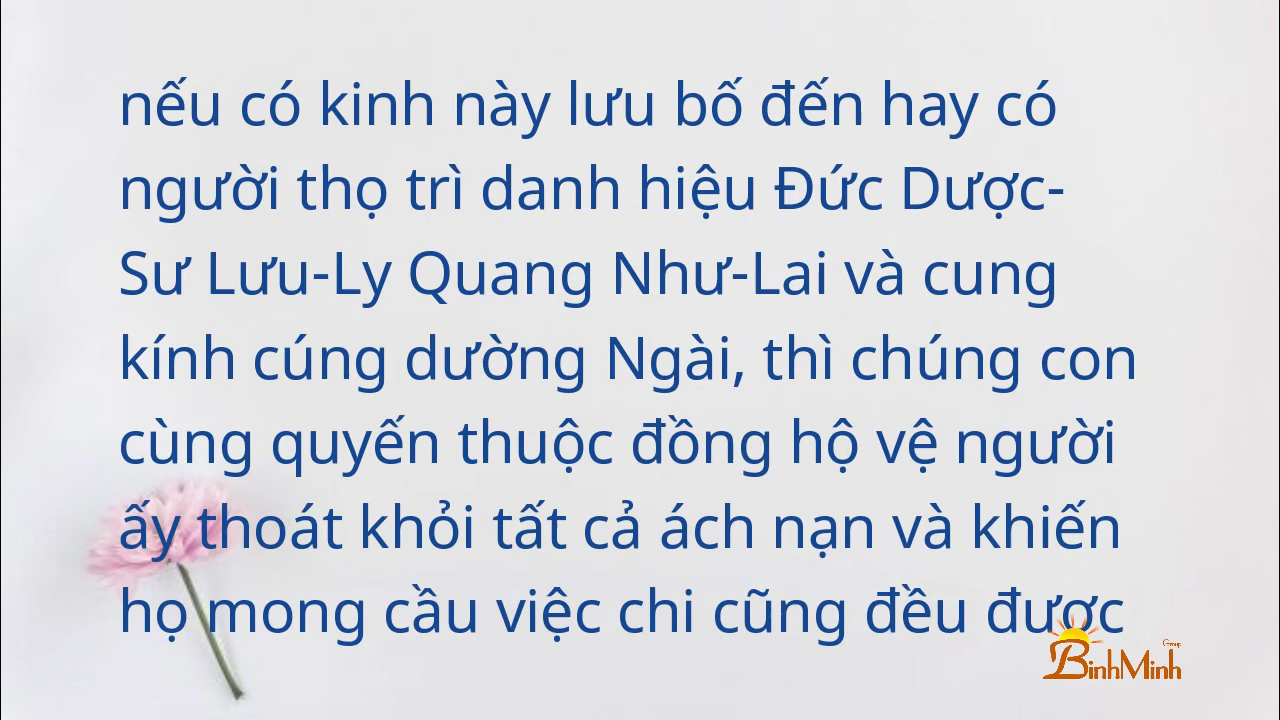 nếu có kinh này lưu bố đến hay có
người thọ trì danh hiệu Đức Dược-
Sư Lưu-Ly Quang Như-Lai và cung
kính cúng dường Ngài, thì chúng con
cùng quyến thuộc đồng hộ vệ người
ấy thoát khỏi tất cả ách nạn và khiến
họ mong cầu việc chi cũng đều được
Group
BinhMinh